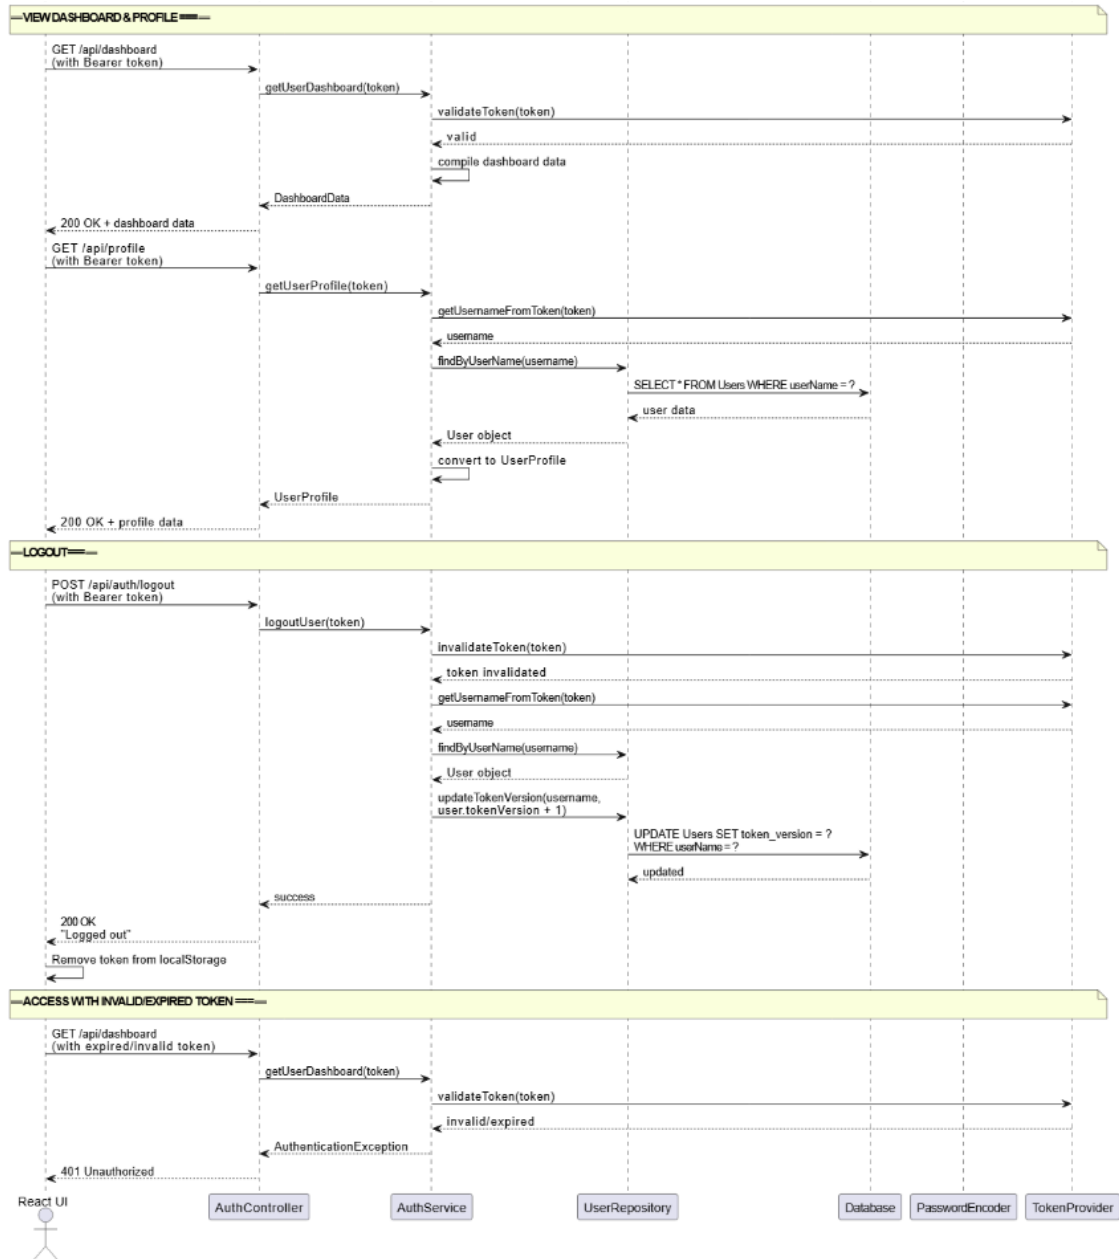 == VIEW DASHBOARD & PROFILE ==
GET /api/dashboard
(with Bearer token)
getUserDashboard(token)
validateToken(token)
valid
compile dashboard data
DashboardData
200 OK + dashboard data
GET /api/profile
(with Bearer token)
getUserProfile(token)
getUsernameFromToken(token)
username
findByUserName(username)
SELECT * FROM Users WHERE userName = ?
user data
User object
convert to UserProfile
UserProfile
200 OK + profile data
== LOGOUT ==
POST /api/auth/logout
(with Bearer token)
logoutUser(token)
invalidateToken(token)
token invalidated
getUsernameFromToken(token)
username
findByUserName(username)
User object
updateTokenVersion(username,
user.tokenVersion + 1)
UPDATE Users SET token_version = ?
WHERE userName = ?
updated
success
200 OK
"Logged out"
Remove token from localStorage
== ACCESS WITH INVALID/EXPIRED TOKEN ==
GET /api/dashboard
(with expired/invalid token)
getUserDashboard(token)
validateToken(token)
invalid/expired
AuthenticationException
401 Unauthorized
React UI
AuthController
AuthService
UserRepository
Database
PasswordEncoder
TokenProvider